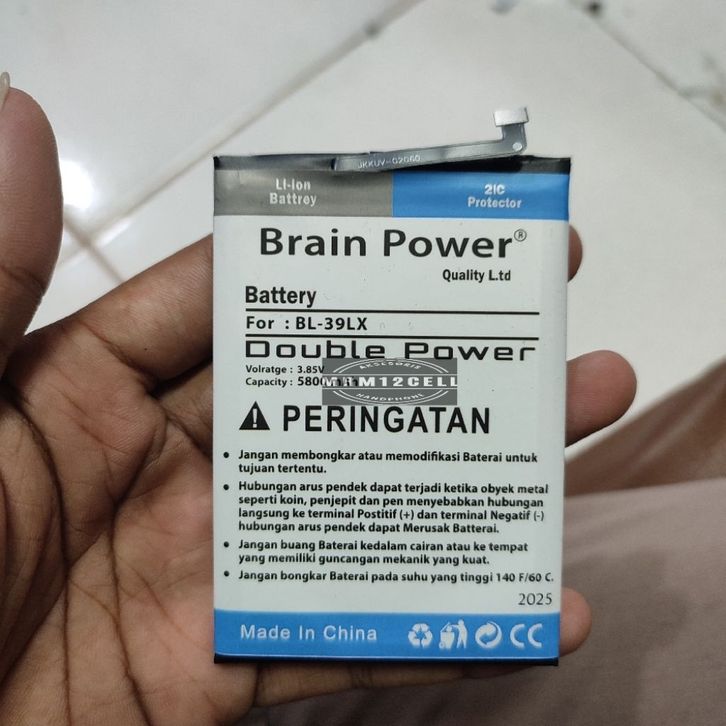 JKKUV-02060
Li-ion
Battrey
2IC
Protector
Brain Power®
Quality L.td
Battery
For : BL-39LX
Double Power
Volratge : 3.85V
Capacity : 5800
AKSESORIS
M12CELL
HANDPHONE
PERINGATAN
• Jangan membongkar atau memodifikasi Baterai untuk
tujuan tertentu.
• Hubungan arus pendek dapat terjadi ketika obyek metal
seperti koin, penjepit dan pen menyebabkan hubungan
langsung ke terminal Postitif (+) dan terminal Negatif (-)
hubungan arus pendek dapat Merusak Batterai.
• Jangan buang Baterai kedalam cairan atau ke tempat
yang memiliki guncangan mekanik yang kuat.
• Jangan bongkar Baterai pada suhu yang tinggi 140 F/60 C.
2025
Made In China